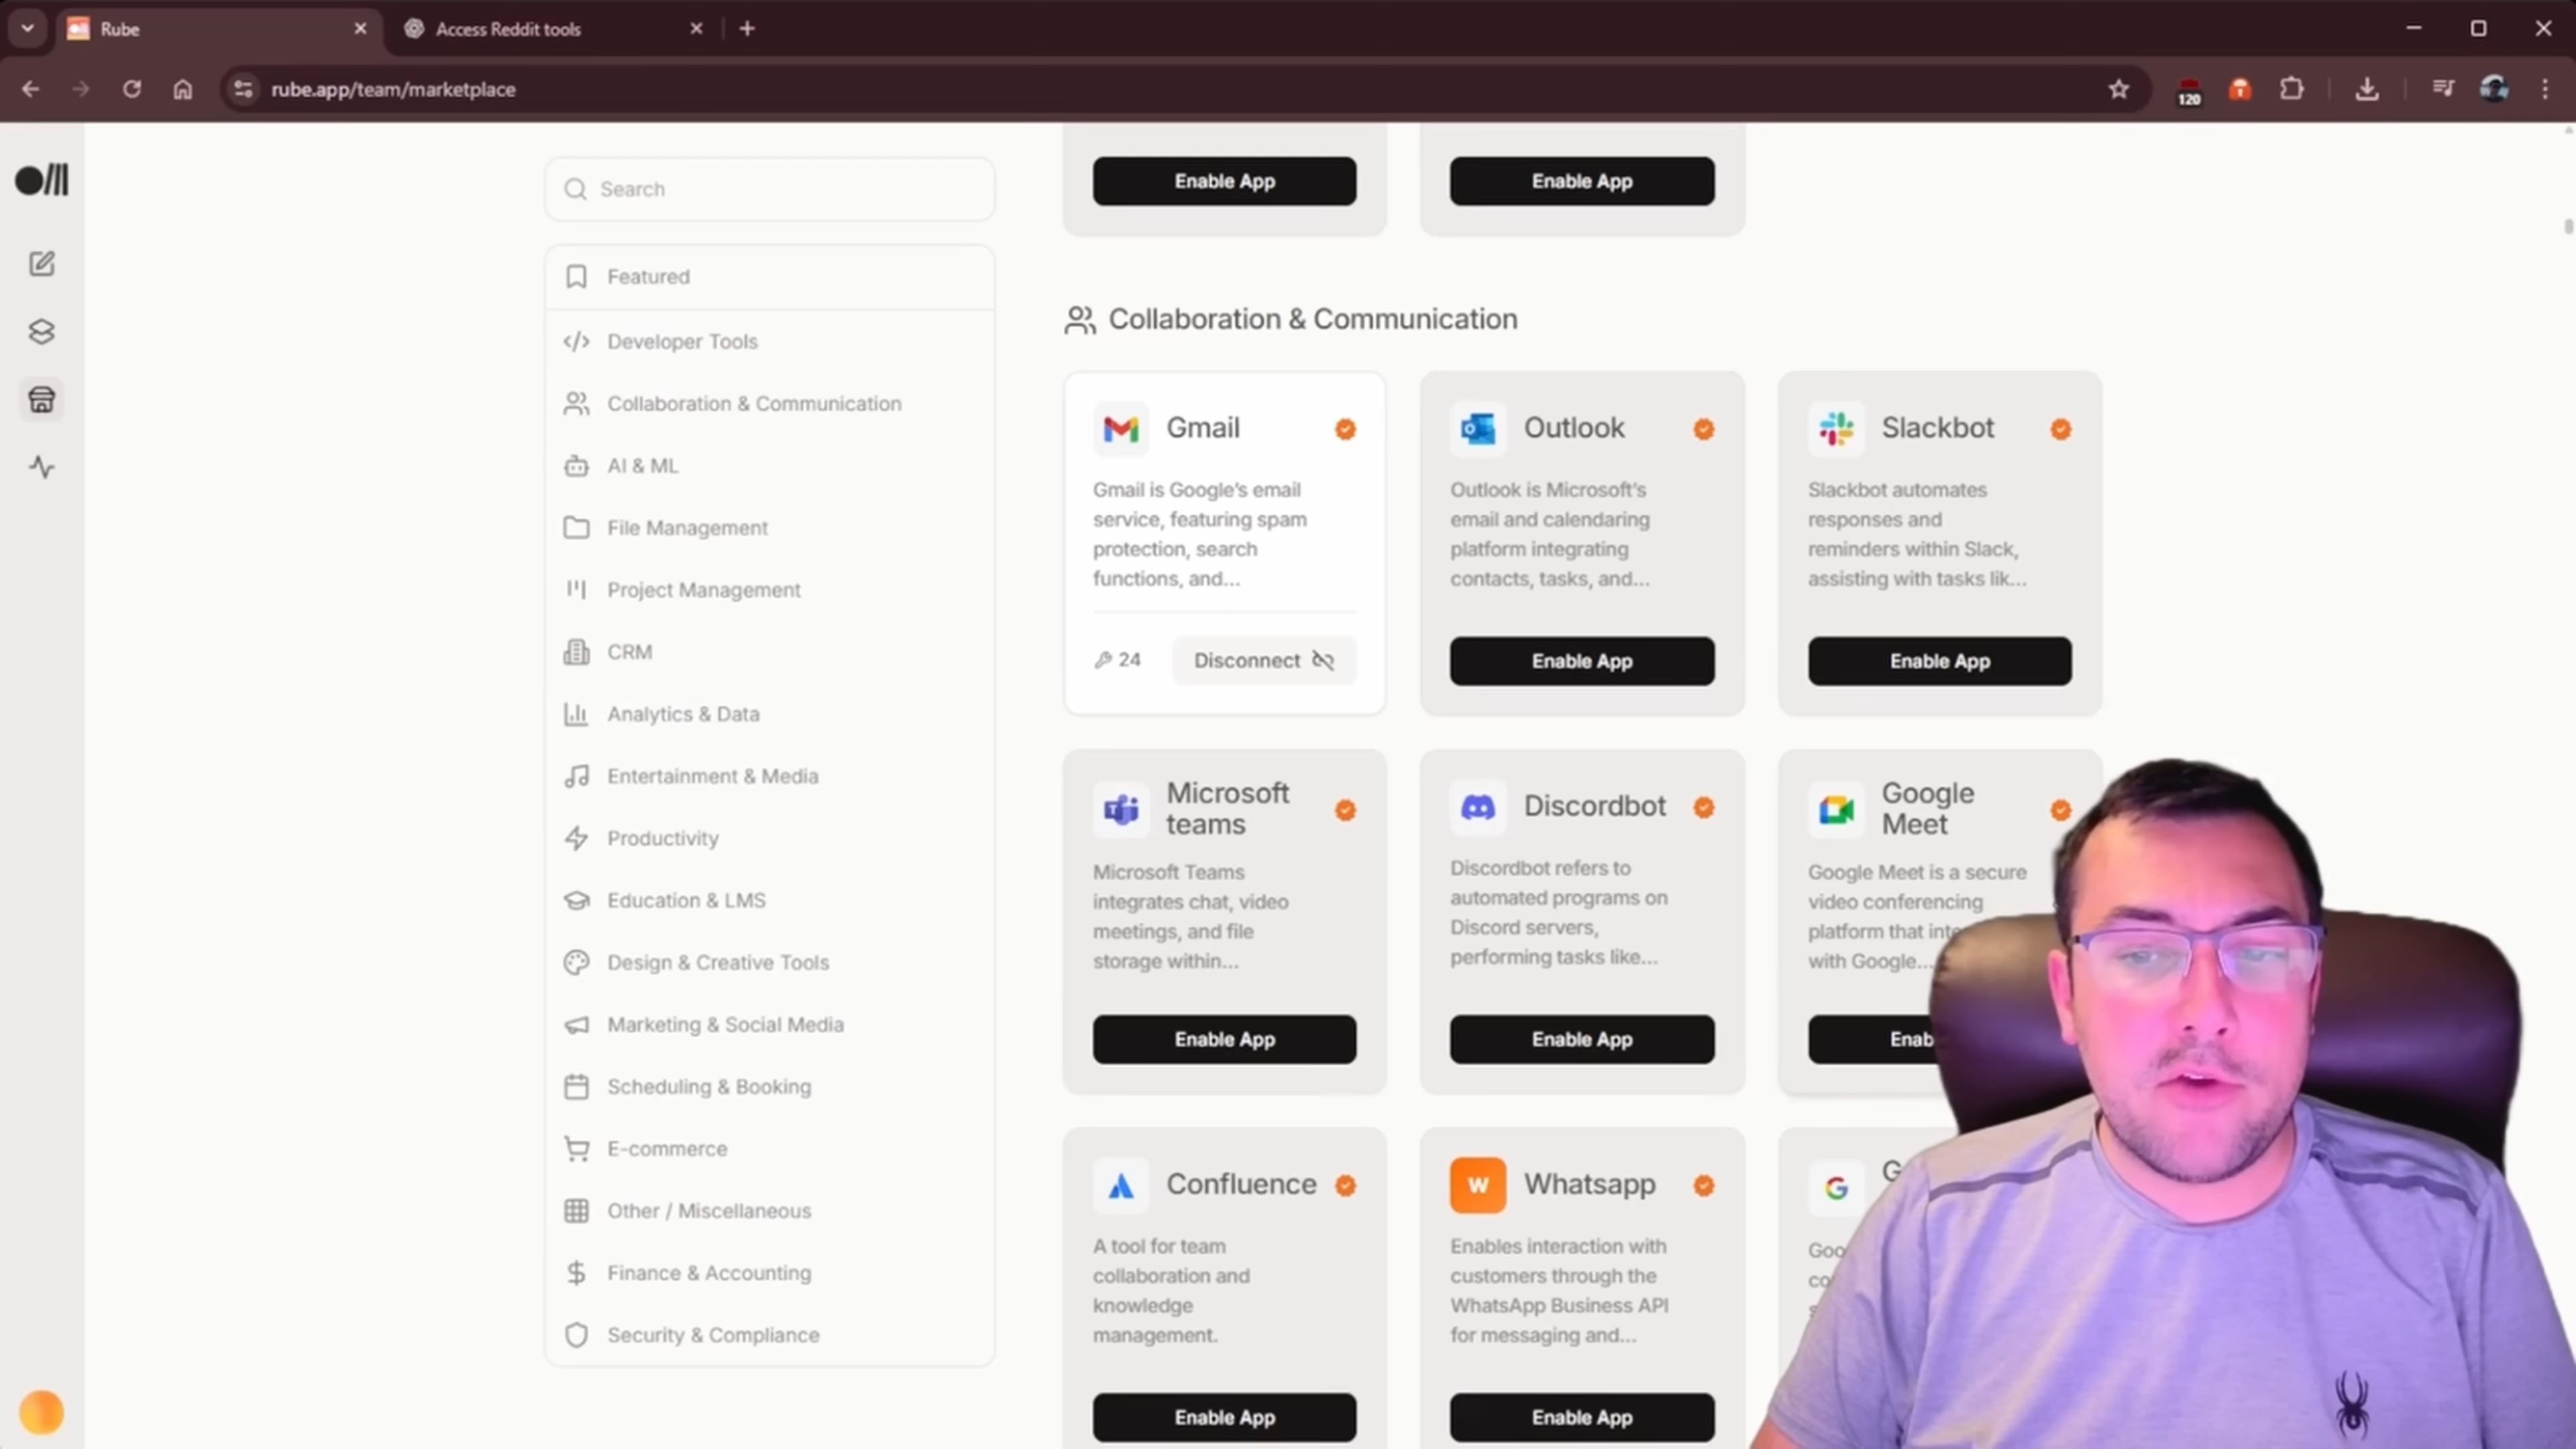 Rube
Access Reddit tools
rube.app/team/marketplace
120
Search
Featured
Developer Tools
Collaboration & Communication
AI & ML
File Management
Project Management
CRM
Analytics & Data
Entertainment & Media
Productivity
Education & LMS
Design & Creative Tools
Marketing & Social Media
Scheduling & Booking
E-commerce
Other / Miscellaneous
Finance & Accounting
Security & Compliance
Enable App
Enable App
Collaboration & Communication
Gmail
Gmail is Google's email
service, featuring spam
protection, search
functions, and...
24
Disconnect
Outlook
Outlook is Microsoft's
email and calendaring
platform integrating
contacts, tasks, and...
Enable App
Slackbot
Slackbot automates
responses and
reminders within Slack,
assisting with tasks lik...
Enable App
Microsoft
teams
Microsoft Teams
integrates chat, video
meetings, and file
storage within...
Enable App
Discordbot
Discordbot refers to
automated programs on
Discord servers,
performing tasks like...
Enable App
Google
Meet
Google Meet is a secure
video conferencing
platform that
with Google...
Confluence
A tool for team
collaboration and
knowledge
management.
Enable App
W
Whatsapp
Enables interaction with
customers through the
WhatsApp Business API
for messaging and...
Enable App